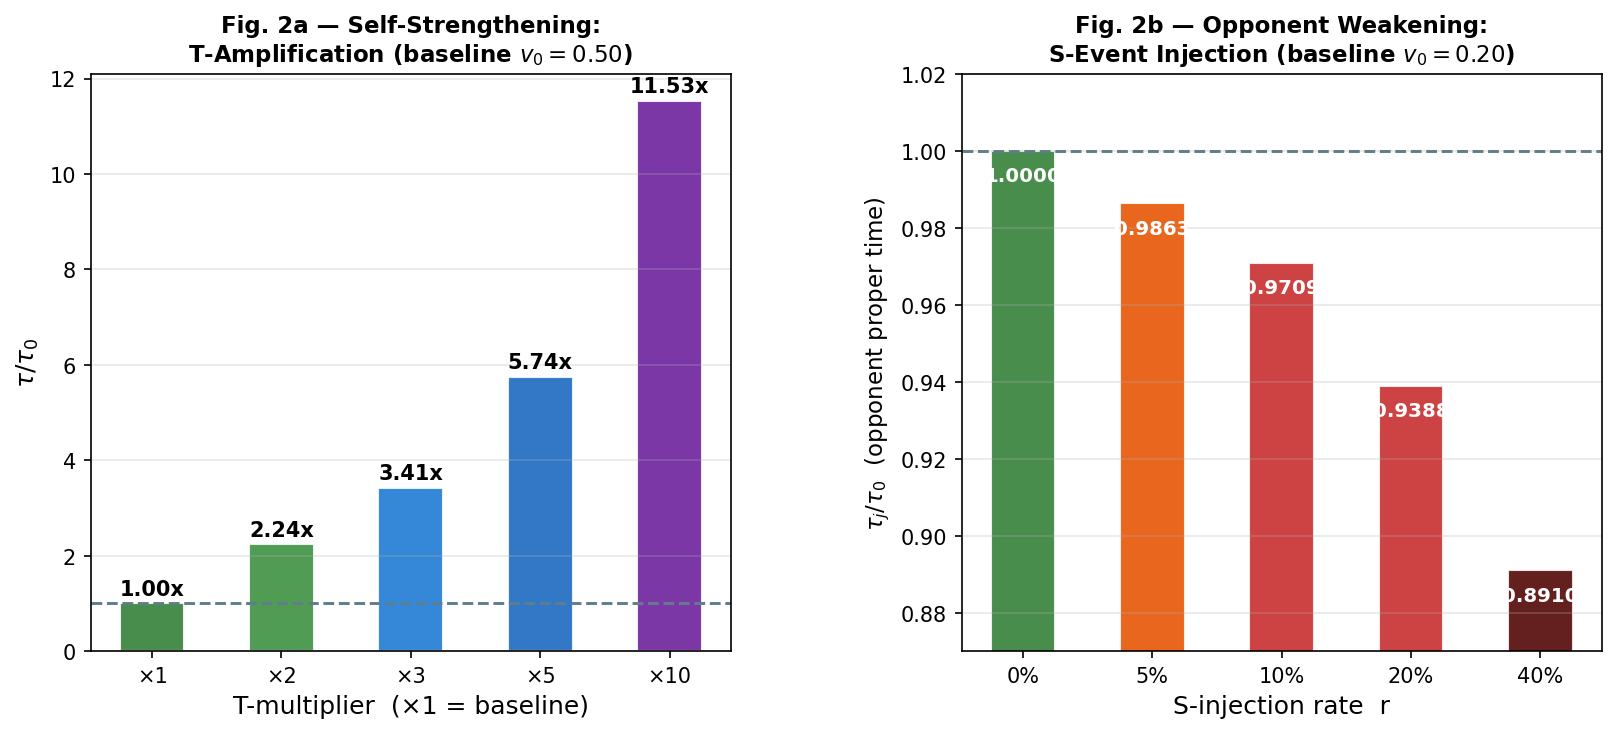 Fig. 2a — Self-Strengthening:
T-Amplification (baseline v₀ = 0.50)
τ/τ₀
12
10
8
6
4
2
0
1.00x
2.24x
3.41x
5.74x
11.53x
×1
×2
×3
×5
×10
T-multiplier (×1 = baseline)
Fig. 2b — Opponent Weakening:
S-Event Injection (baseline v₀ = 0.20)
τⱼ/τ₀ (opponent proper time)
1.02
1.00
0.98
0.96
0.94
0.92
0.90
0.88
1.0000
0.9863
0.9709
0.9388
0.8910
0%
5%
10%
20%
40%
S-injection rate r